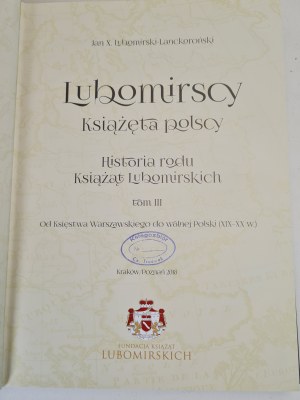 Jan X. Lubomirski-Lanckoroński
Lubomirscy
Książęta polscy
Historia rodu
Książąt Lubomirskich
tom III
Od Księstwa Warszawskiego do wolnej Polski (XIX-XX w.)
Kraków-Poznań
FUNDACJA KSIĄŻĄT
LUBOMIRSKICH